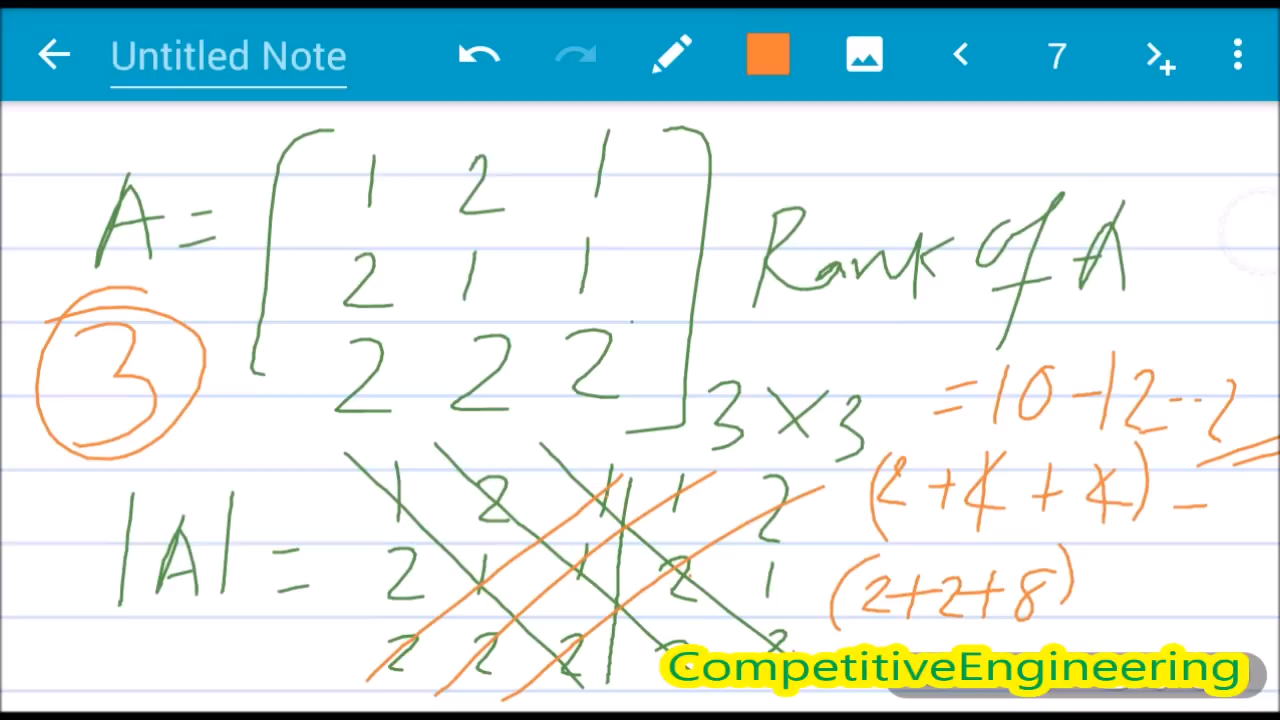 Untitled Note 7
A = [ 1 2 1
2 1 1
2 2 2 ] 3 × 3
Rank of A
3
= 10 - 12 = -2
|A| = 1 2 1 | 1 2
2 1 1 | 2 1
2 2 2 | 2 2
(2 + 4 + 4) -
(2+2+8)
CompetitiveEngineering